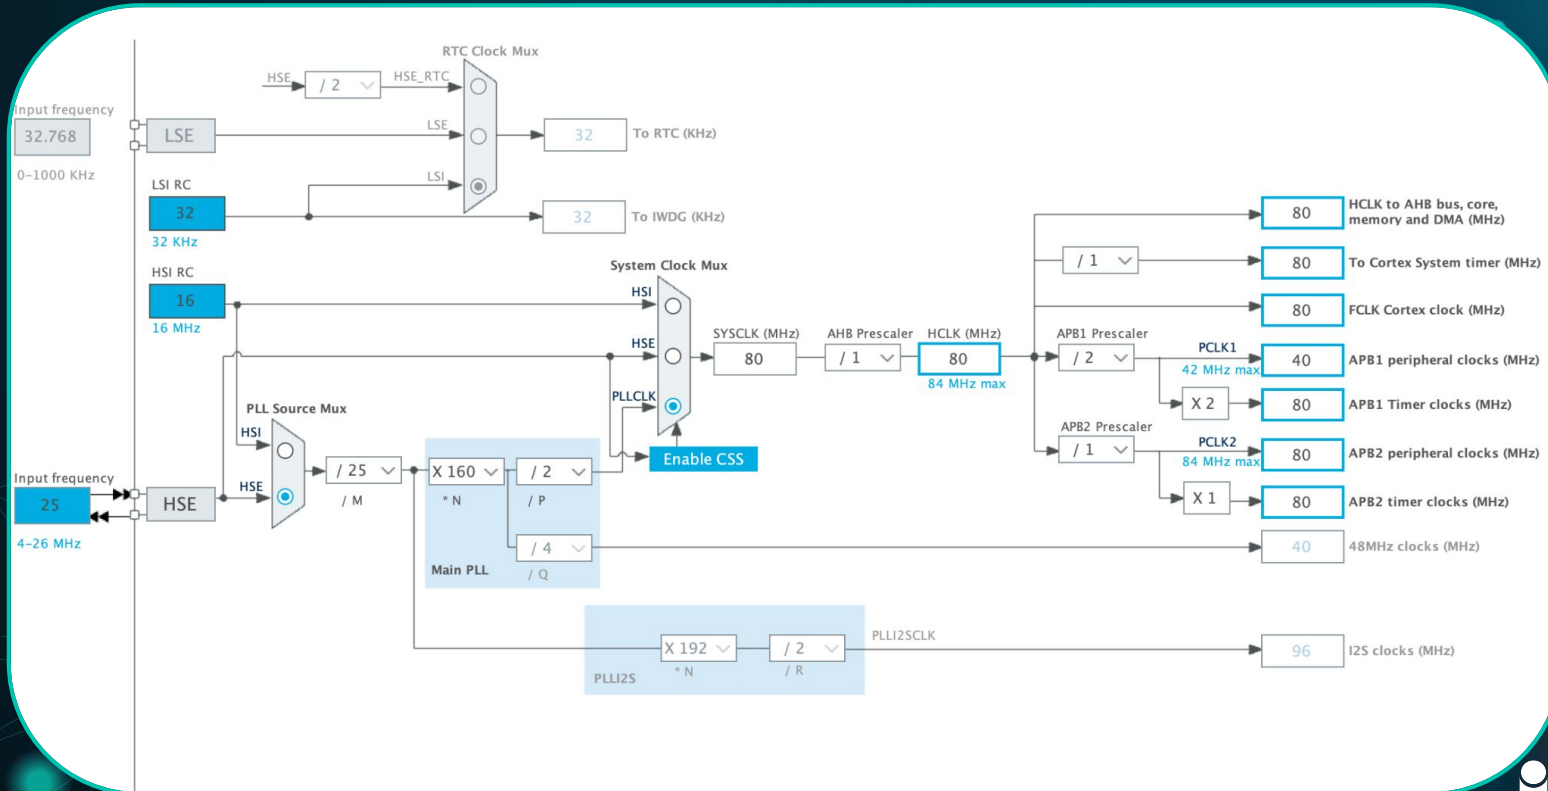 RTC Clock Mux
HSE
/ 2
HSE_RTC
Input frequency
32.768
0-1000 KHz
LSE
LSE
32
To RTC (KHz)
LSI RC
32
32 KHz
LSI
32
To IWDG (KHz)
HSI RC
16
16 MHz
System Clock Mux
HSI
HSE
PLLCLK
Enable CSS
SYSCLK (MHz)
80
AHB Prescaler
/ 1
HCLK (MHz)
80
84 MHz max
80
HCLK to AHB bus, core,
memory and DMA (MHz)
/ 1
80
To Cortex System timer (MHz)
80
FCLK Cortex clock (MHz)
APB1 Prescaler
/ 2
PCLK1
42 MHz max
40
APB1 peripheral clocks (MHz)
X 2
80
APB1 Timer clocks (MHz)
APB2 Prescaler
/ 1
PCLK2
84 MHz max
80
APB2 peripheral clocks (MHz)
X 1
80
APB2 timer clocks (MHz)
PLL Source Mux
HSI
HSE
Input frequency
25
4-26 MHz
HSE
/ 25
/ M
X 160
* N
/ 2
/ P
/ 4
/ Q
Main PLL
40
48MHz clocks (MHz)
X 192
* N
/ 2
/ R
PLLI2S
PLLI2SCLK
96
I2S clocks (MHz)